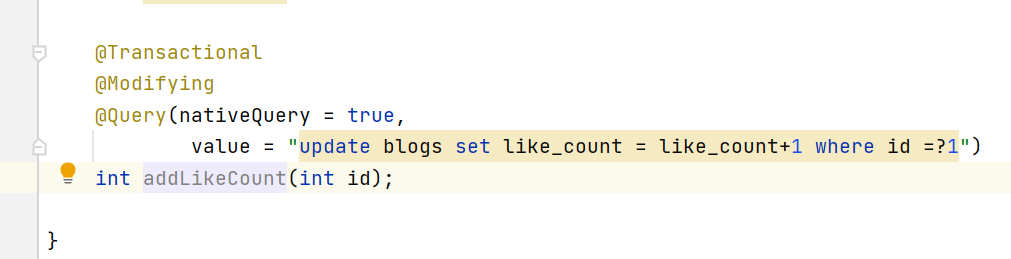 @Transactional
@Modifying
@Query(nativeQuery = true,
value = "update blogs set like_count = like_count+1 where id =?1")
int addLikeCount(int id);
}